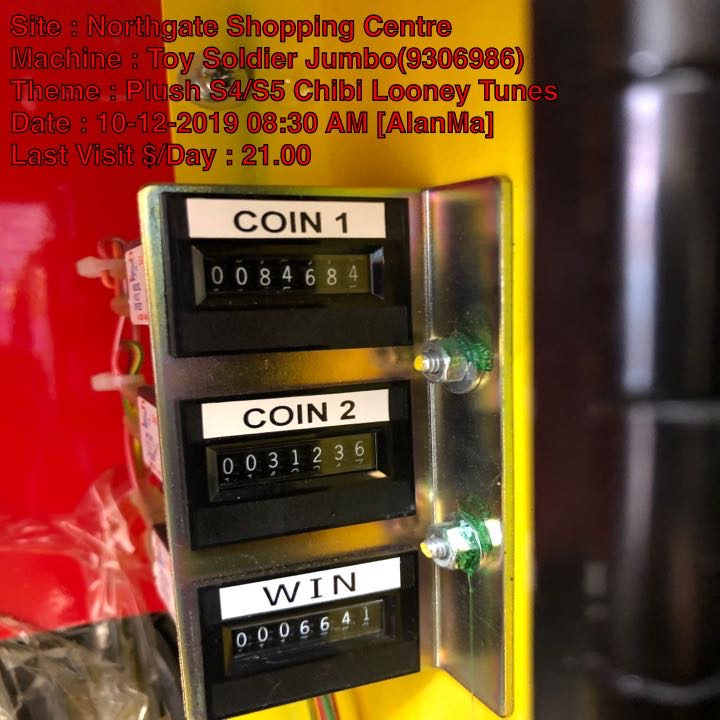 Site : Northgate Shopping Centre
Machine : Toy Soldier Jumbo(9306986)
Theme : Plush S4/S5 Chibi Looney Tunes
Date : 10-12-2019 08:30 AM [AlanMa]
Last Visit $/Day : 21.00
COIN 1
0084684
COIN 2
0031236
WIN
0006641